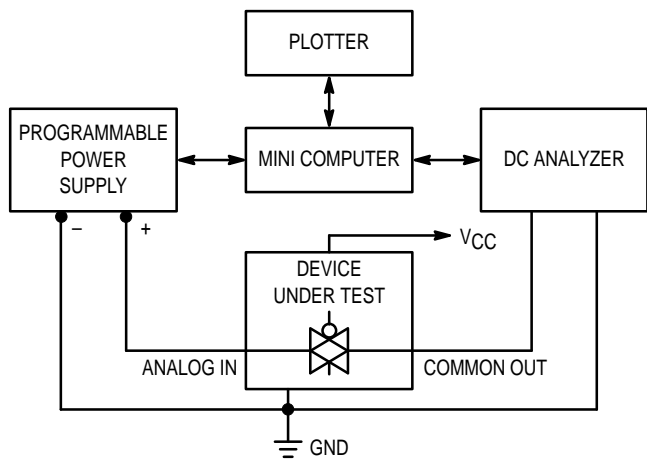 PLOTTER
PROGRAMMABLE
POWER
SUPPLY
MINI COMPUTER
DC ANALYZER
– +
VCC
DEVICE
UNDER TEST
ANALOG IN
COMMON OUT
GND